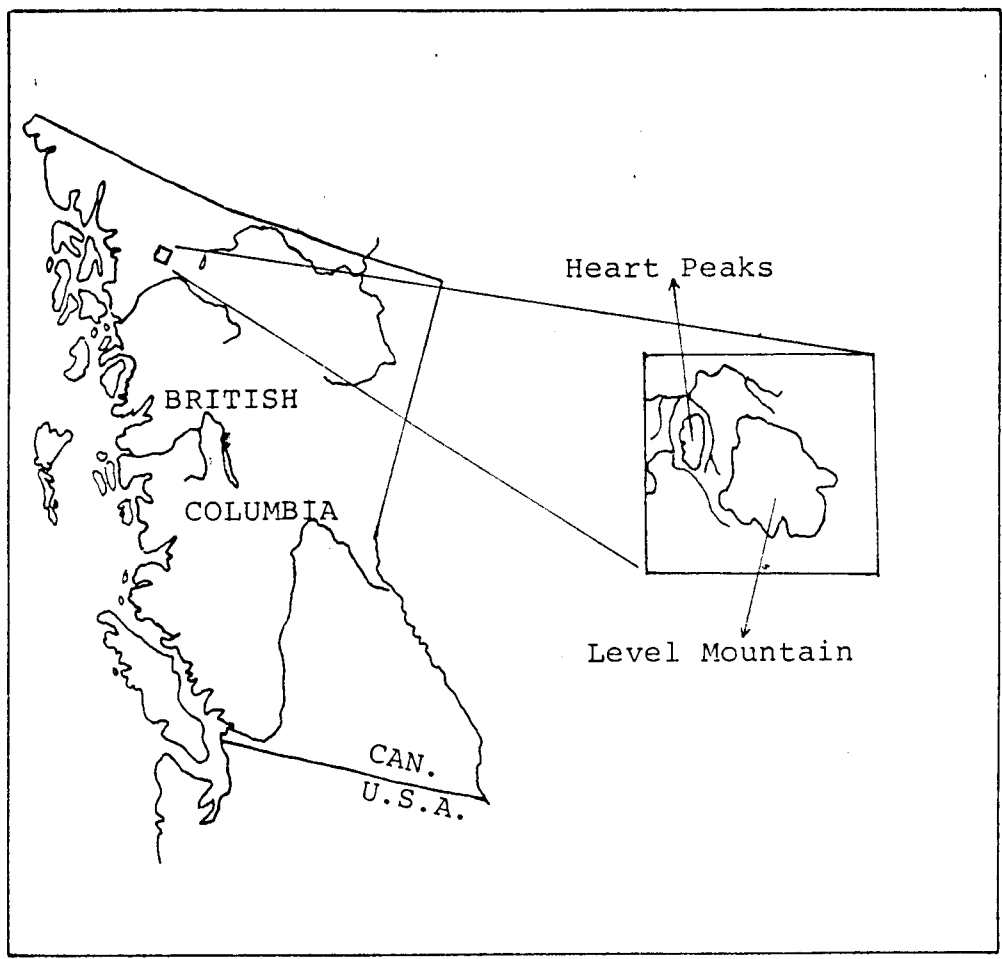 Heart Peaks
BRITISH
COLUMBIA
Level Mountain
CAN.
U.S.A.